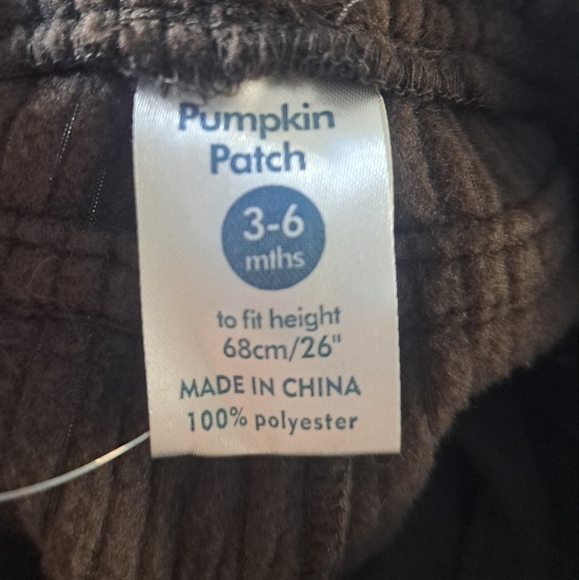 Pumpkin
Patch
3-6
mths
to fit height
68cm/26"
MADE IN CHINA
100% polyester